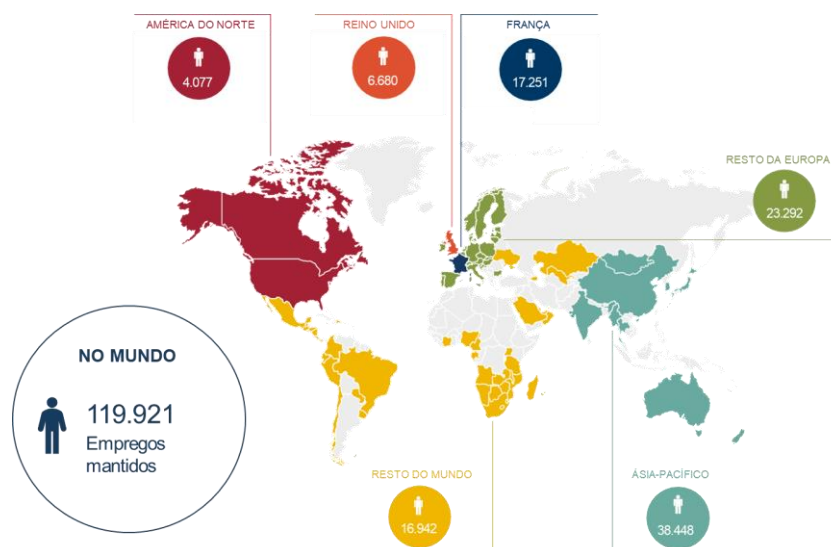 AMÉRICA DO NORTE
4.077
REINO UNIDO
6.680
FRANÇA
17.251
RESTO DA EUROPA
23.292
NO MUNDO
119.921
Empregos
mantidos
RESTO DO MUNDO
16.942
ÁSIA-PACÍFICO
38.448